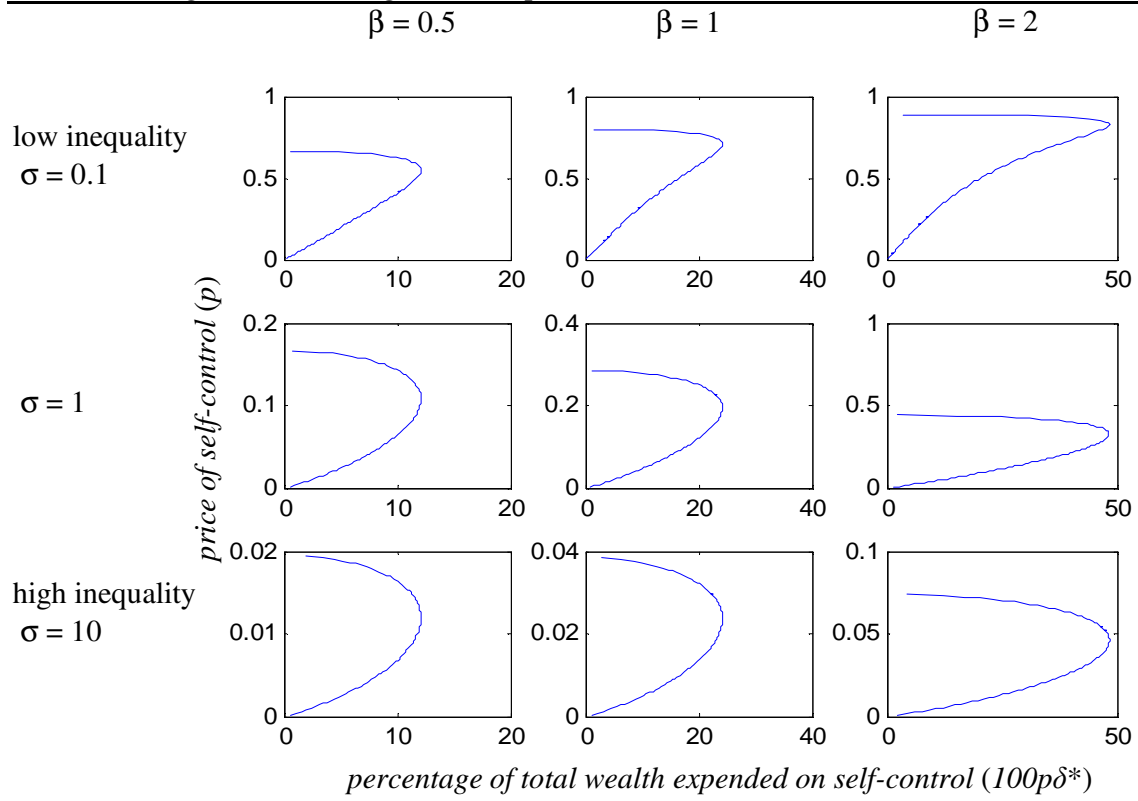 β = 0.5 β = 1 β = 2
low inequality
σ = 0.1
1 0.5 0
0 10 20
1 0.5 0
0 20 40
1 0.5 0
0 50
price of self-control (p)
σ = 1
0.2 0.1 0
0 10 20
0.4 0.2 0
0 20 40
1 0.5 0
0 50
high inequality
σ = 10
0.02 0.01 0
0 10 20
0.04 0.02 0
0 20 40
0.1 0.05 0
0 50
percentage of total wealth expended on self-control (100pδ*)